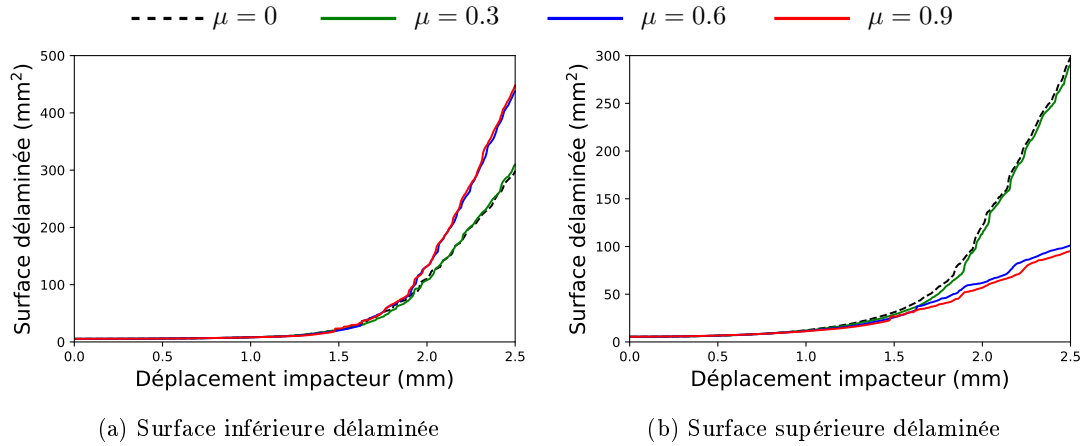 μ = 0 μ = 0.3 μ = 0.6 μ = 0.9
500
400
300
200
100
0
0.0 0.5 1.0 1.5 2.0 2.5
Surface délaminée (mm²)
Déplacement impacteur (mm)
(a) Surface inférieure délaminée
300
250
200
150
100
50
0
0.0 0.5 1.0 1.5 2.0 2.5
Surface délaminée (mm²)
Déplacement impacteur (mm)
(b) Surface supérieure délaminée